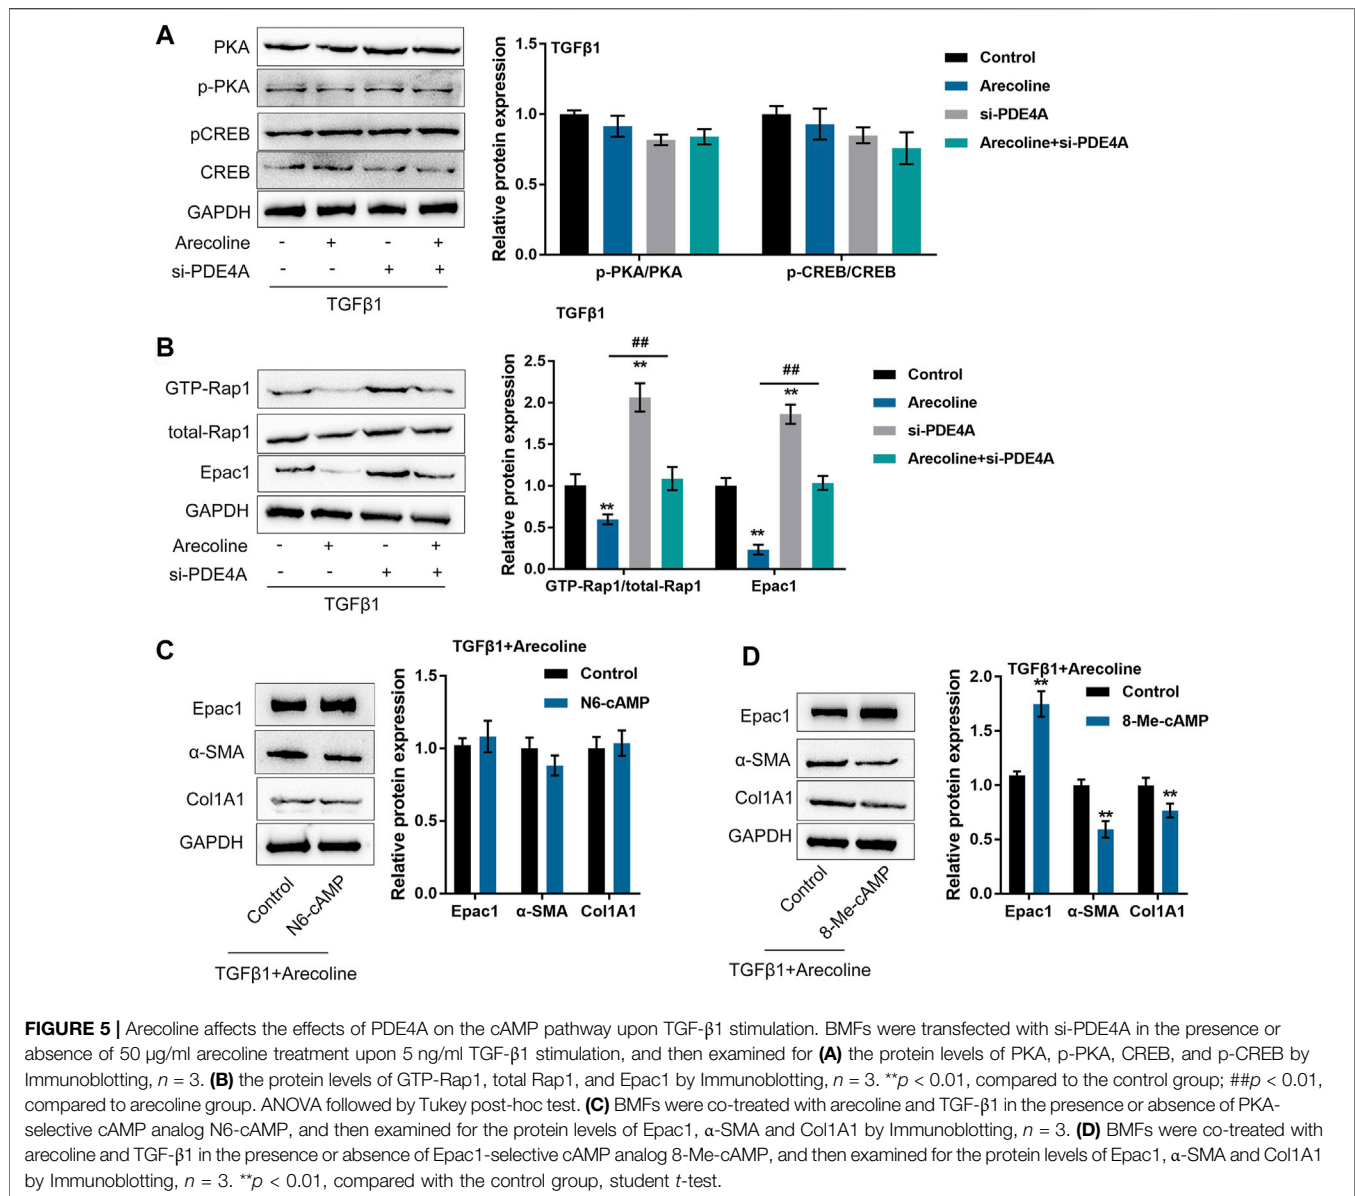 A
PKA
p-PKA
pCREB
CREB
GAPDH
Arecoline - + - +
si-PDE4A - - + +
TGFβ1
Relative protein expression
TGFβ1
1.5
1.0
0.5
0.0
p-PKA/PKA p-CREB/CREB
Control
Arecoline
si-PDE4A
Arecoline+si-PDE4A
B
GTP-Rap1
total-Rap1
Epac1
GAPDH
Arecoline - + - +
si-PDE4A - - + +
TGFβ1
TGFβ1
Relative protein expression
2.5
2.0
1.5
1.0
0.5
0.0
** ** ##
** ** ##
GTP-Rap1/total-Rap1 Epac1
Control
Arecoline
si-PDE4A
Arecoline+si-PDE4A
C
Epac1
α-SMA
Col1A1
GAPDH
Control
N6-cAMP
TGFβ1+Arecoline
TGFβ1+Arecoline
Relative protein expression
1.5
1.0
0.5
0.0
Control
N6-cAMP
Epac1 α-SMA Col1A1
D
Epac1
α-SMA
Col1A1
GAPDH
Control
8-Me-cAMP
TGFβ1+Arecoline
TGFβ1+Arecoline
Relative protein expression
2.0
1.5
1.0
0.5
0.0
** ** **
Control
8-Me-cAMP
Epac1 α-SMA Col1A1
FIGURE 5 | Arecoline affects the effects of PDE4A on the cAMP pathway upon TGF-β1 stimulation. BMFs were transfected with si-PDE4A in the presence or
absence of 50 μg/ml arecoline treatment upon 5 ng/ml TGF-β1 stimulation, and then examined for (A) the protein levels of PKA, p-PKA, CREB, and p-CREB by
Immunoblotting, n = 3. (B) the protein levels of GTP-Rap1, total Rap1, and Epac1 by Immunoblotting, n = 3. **p < 0.01, compared to the control group; ##p < 0.01,
compared to arecoline group. ANOVA followed by Tukey post-hoc test. (C) BMFs were co-treated with arecoline and TGF-β1 in the presence or absence of PKA-
selective cAMP analog N6-cAMP, and then examined for the protein levels of Epac1, α-SMA and Col1A1 by Immunoblotting, n = 3. (D) BMFs were co-treated with
arecoline and TGF-β1 in the presence or absence of Epac1-selective cAMP analog 8-Me-cAMP, and then examined for the protein levels of Epac1, α-SMA and Col1A1
by Immunoblotting, n = 3. **p < 0.01, compared with the control group, student t-test.